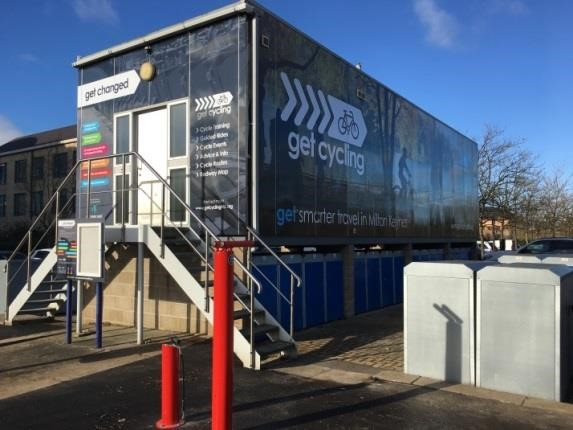 get changed
get cycling
Cycle Training
Guided Rides
Cycle Events
Advice & Info
Cycle Routes
Redway Map
get cycling
get smarter travel in Milton Keynes